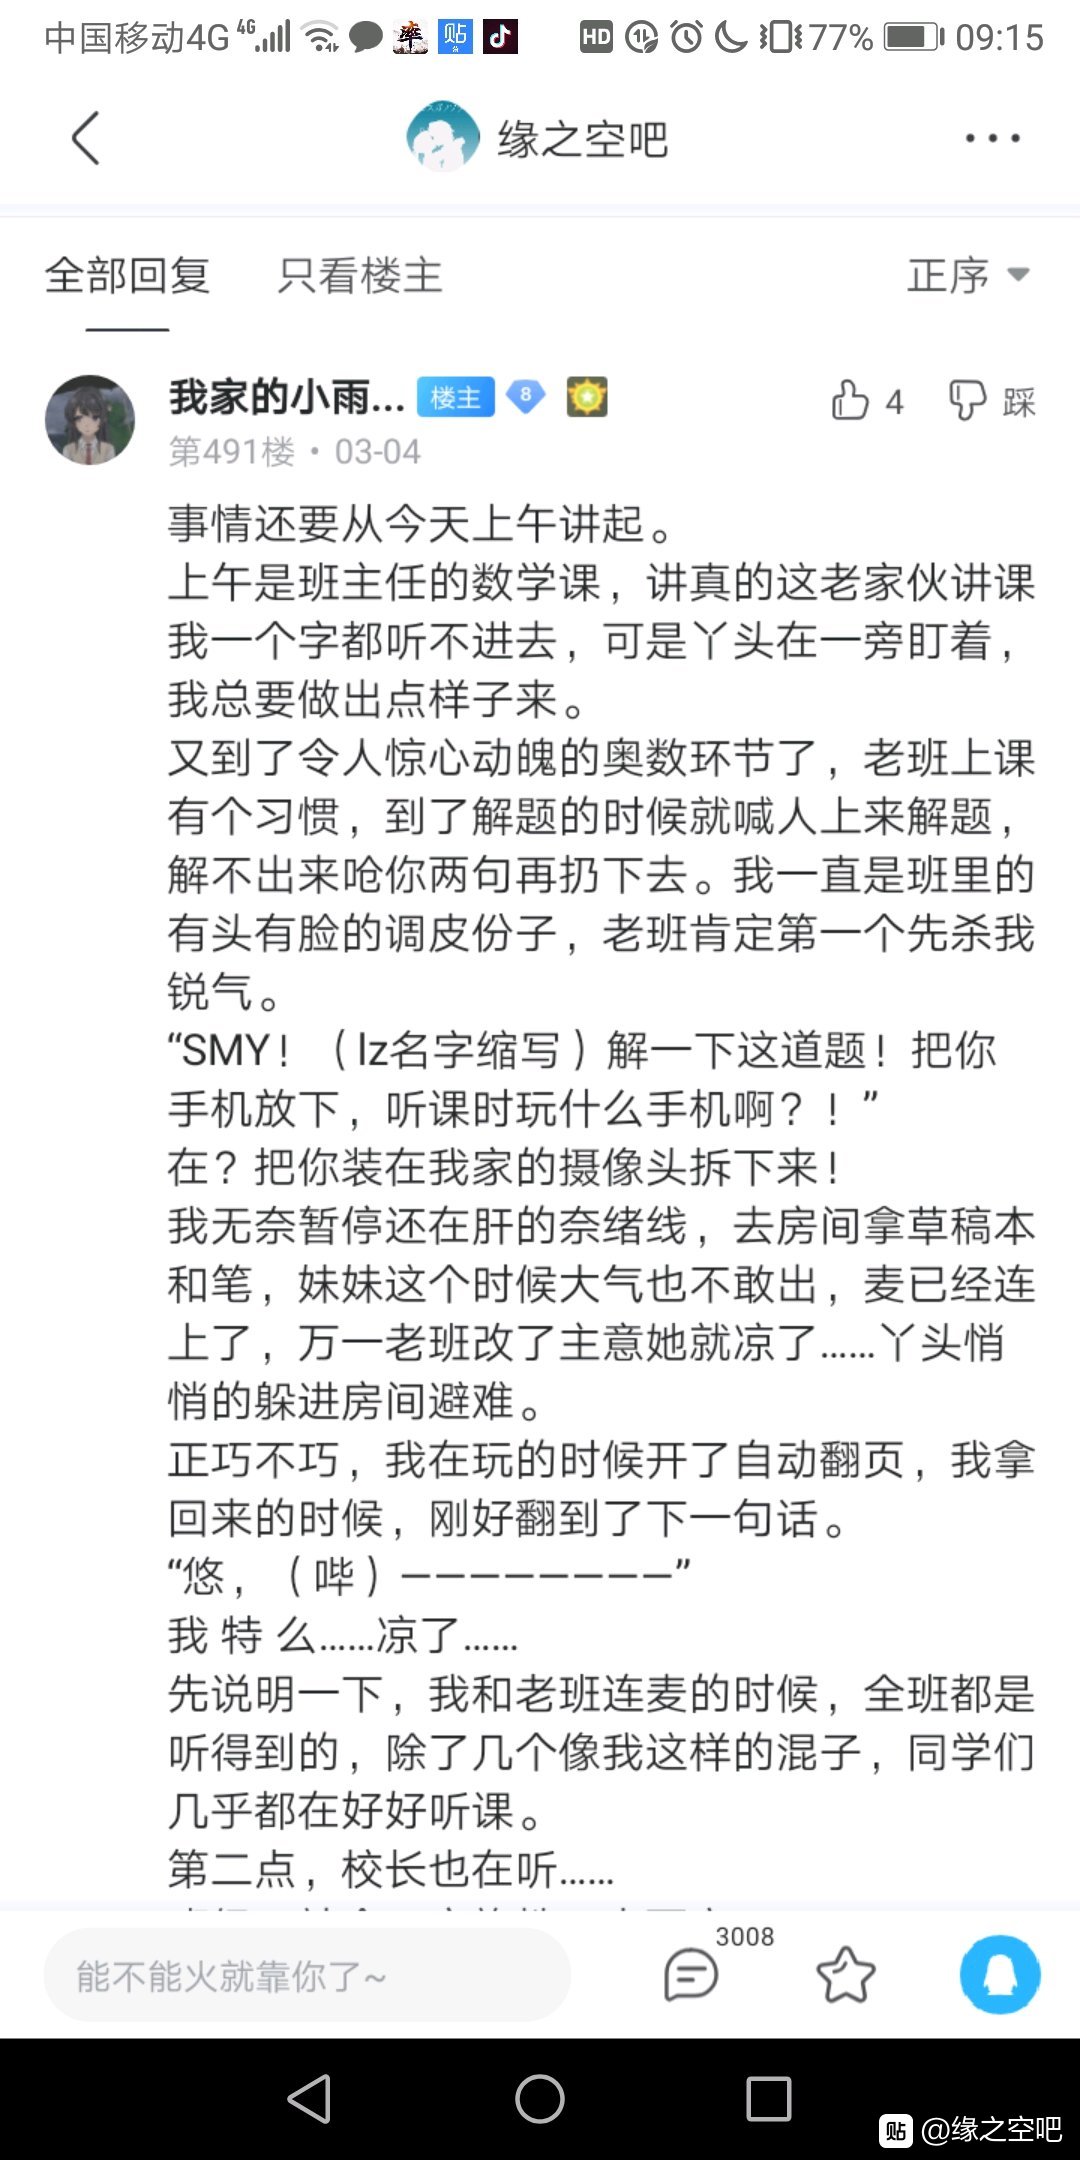 中国移动4G 4G HD 77% 09:15
缘之空吧
全部回复 只看楼主 正序
我家的小雨... 楼主 8 4 踩
第491楼 · 03-04
事情还要从今天上午讲起。
上午是班主任的数学课，讲真的这老家伙讲课
我一个字都听不进去，可是丫头在一旁盯着，
我总要做出点样子来。
又到了令人惊心动魄的奥数环节了，老班上课
有个习惯，到了解题的时候就喊人上来解题，
解不出来呛你两句再扔下去。我一直是班里的
有头有脸的调皮份子，老班肯定第一个先杀我
锐气。
“SMY！（lz名字缩写）解一下这道题！把你
手机放下，听课时玩什么手机啊？！”
在？把你装在我家的摄像头拆下来！
我无奈暂停还在肝的奈绪线，去房间拿草稿本
和笔，妹妹这个时候大气也不敢出，麦已经连
上了，万一老班改了主意她就凉了……丫头悄
悄的躲进房间避难。
正巧不巧，我在玩的时候开了自动翻页，我拿
回来的时候，刚好翻到了下一句话。
“悠，（哔）————————”
我 特 么……凉了……
先说明一下，我和老班连麦的时候，全班都是
听得到的，除了几个像我这样的混子，同学们
几乎都在好好听课。
第二点，校长也在听……
能不能火就靠你了~ 3008
贴 @缘之空吧